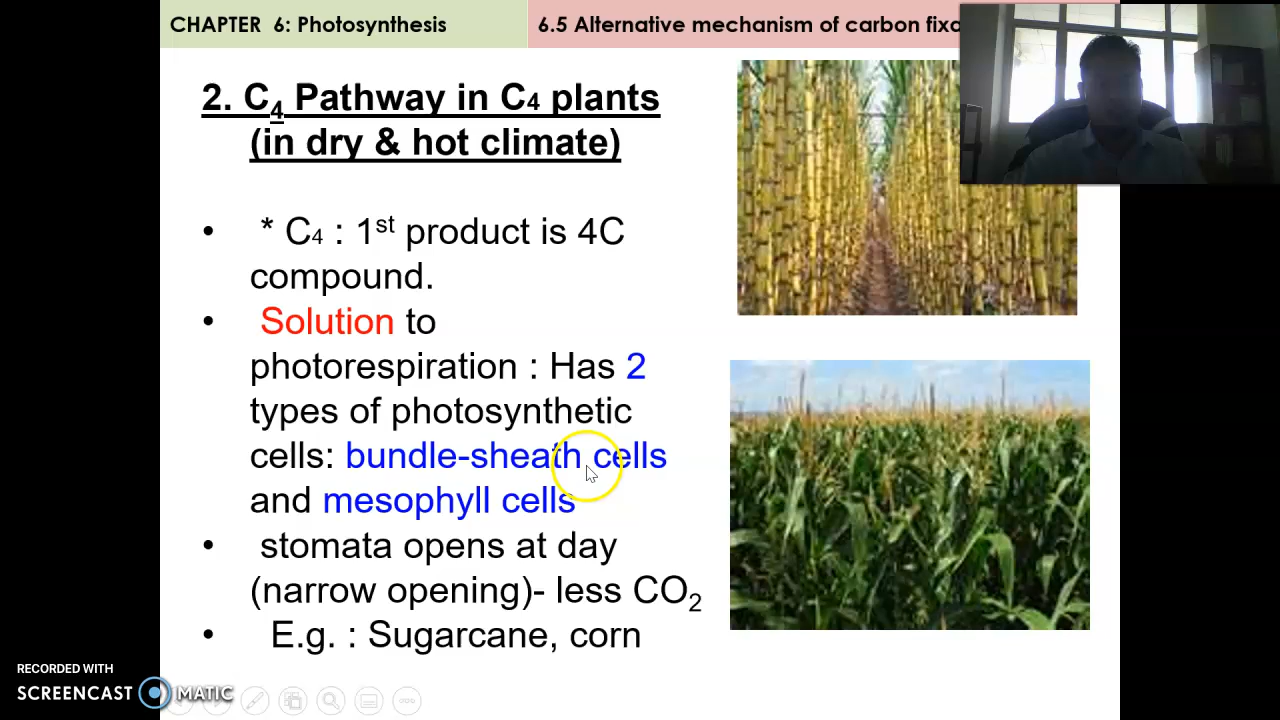 CHAPTER 6: Photosynthesis
6.5 Alternative mechanism of carbon
2. C4 Pathway in C4 plants
(in dry & hot climate)
• * C4 : 1st product is 4C
compound.
• Solution to
photorespiration : Has 2
types of photosynthetic
cells: bundle-sheath cells
and mesophyll cells
• stomata opens at day
(narrow opening)- less CO2
• E.g. : Sugarcane, corn
RECORDED WITH
SCREENCAST MATIC